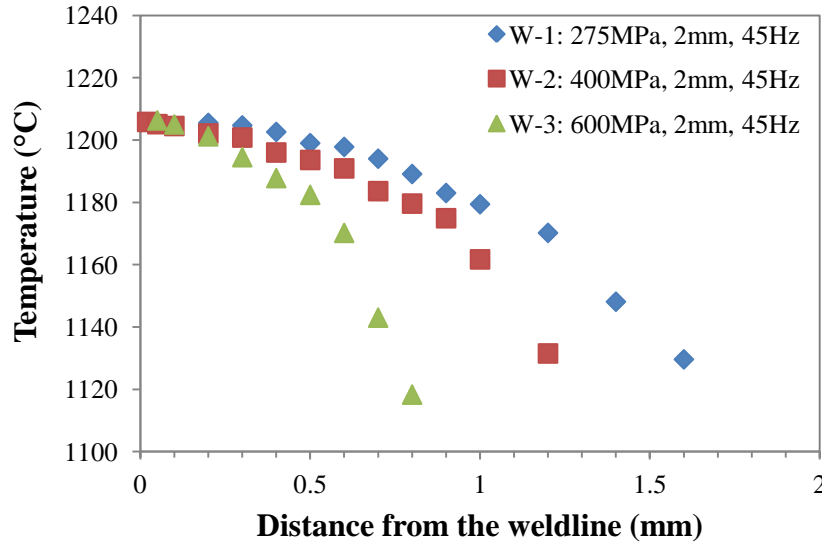 1240
1220
1200
1180
1160
1140
1120
1100
Temperature (°C)
W-1: 275MPa, 2mm, 45Hz
W-2: 400MPa, 2mm, 45Hz
W-3: 600MPa, 2mm, 45Hz
0 0.5 1 1.5 2
Distance from the weldline (mm)